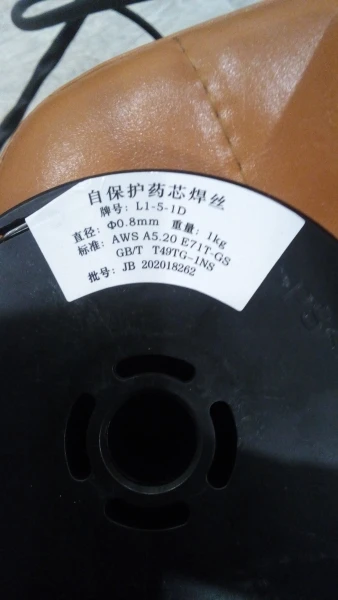 自保护药芯焊丝
牌号: L1-5-1D
直径: Φ0.8mm 重量: 1kg
标准: AWS A5.20 E71T-GS
GB/T T49TG-1NS
批号: JB 202018262